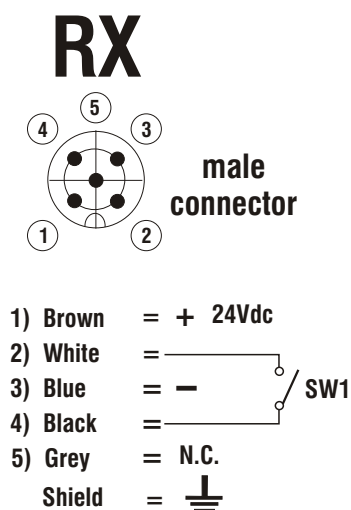 RX
5
4 3
male
connector
1 2
1) Brown = + 24Vdc
2) White =
3) Blue = − SW1
4) Black =
5) Grey = N.C.
Shield =